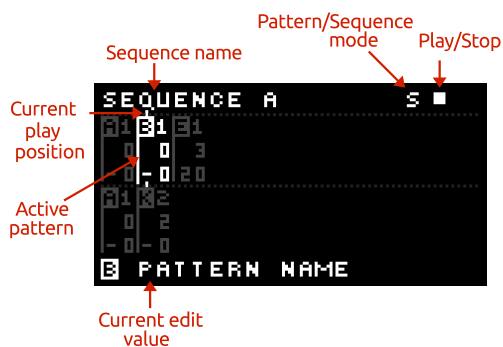 Pattern/Sequence
mode
Play/Stop
Sequence name
SEQUENCE A S
Current
play
position
A1 B1 E1
0 0 3
-0 -0 20
Active
pattern
A1 K2
0 2
-0 -0
B PATTERN NAME
Current edit
value